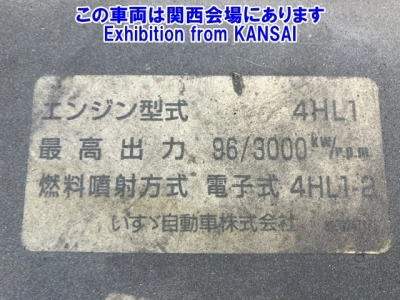 この車両は関西会場にあります
Exhibition from KANSAI
エンジン型式 4HL1
最高出力 96/3000 kW/r.p.m
燃料噴射方式 電子式 4HL1-2
いすゞ自動車株式会社